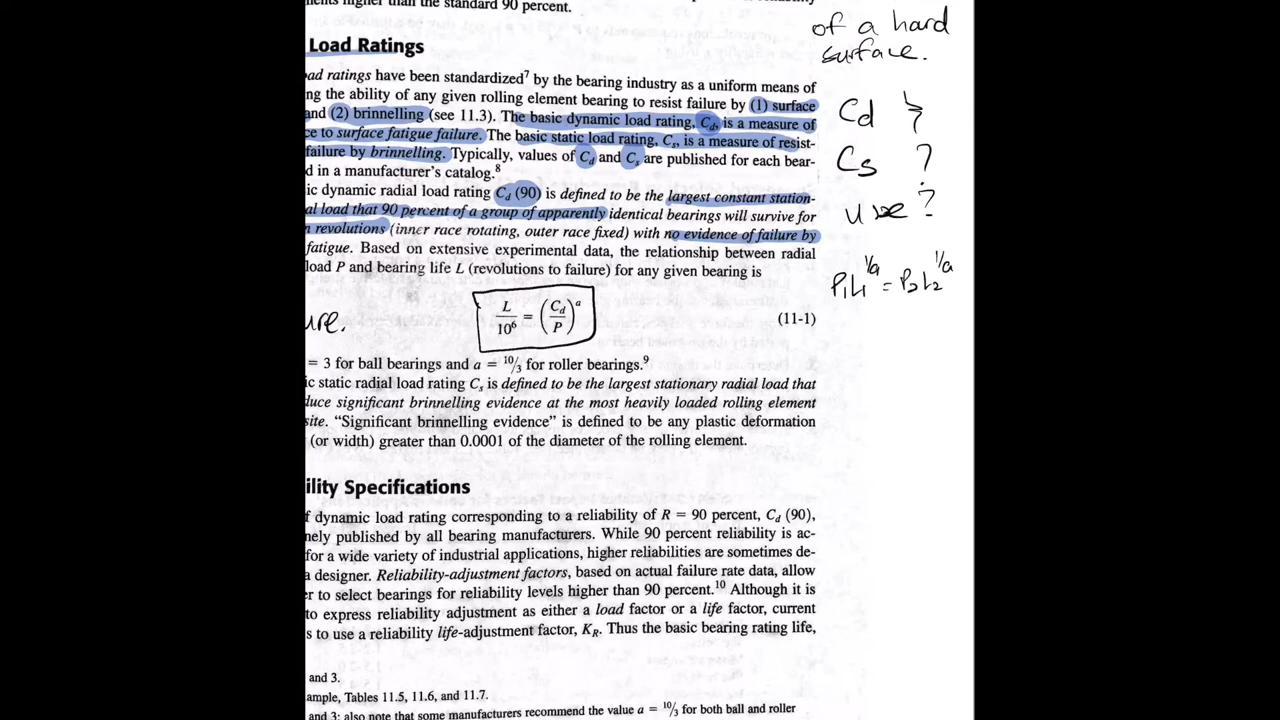 ments higher than the standard 90 percent.
Load Ratings
ad ratings have been standardized7 by the bearing industry as a uniform means of
ng the ability of any given rolling element bearing to resist failure by (1) surface
and (2) brinnelling (see 11.3). The basic dynamic load rating, Cd, is a measure of
ce to surface fatigue failure. The basic static load rating, Cs, is a measure of resist-
failure by brinnelling. Typically, values of Cd and Cs are published for each bear-
d in a manufacturer's catalog.8
ic dynamic radial load rating Cd (90) is defined to be the largest constant station-
al load that 90 percent of a group of apparently identical bearings will survive for
n revolutions (inner race rotating, outer race fixed) with no evidence of failure by
fatigue. Based on extensive experimental data, the relationship between radial
load P and bearing life L (revolutions to failure) for any given bearing is
L/10^6 = (Cd/P)^a
(11-1)
ure.
= 3 for ball bearings and a = 10/3 for roller bearings.9
ic static radial load rating Cs is defined to be the largest stationary radial load that
duce significant brinnelling evidence at the most heavily loaded rolling element
site. "Significant brinnelling evidence" is defined to be any plastic deformation
(or width) greater than 0.0001 of the diameter of the rolling element.
ility Specifications
f dynamic load rating corresponding to a reliability of R = 90 percent, Cd (90),
nely published by all bearing manufacturers. While 90 percent reliability is ac-
for a wide variety of industrial applications, higher reliabilities are sometimes de-
a designer. Reliability-adjustment factors, based on actual failure rate data, allow
er to select bearings for reliability levels higher than 90 percent.10 Although it is
to express reliability adjustment as either a load factor or a life factor, current
s to use a reliability life-adjustment factor, KR. Thus the basic bearing rating life,
and 3.
ample, Tables 11.5, 11.6, and 11.7.
and 3; also note that some manufacturers recommend the value a = 10/3 for both ball and roller
of a hard
surface.
Cd
Cs ?
use?
P1L1^1/a = P2L2^1/a